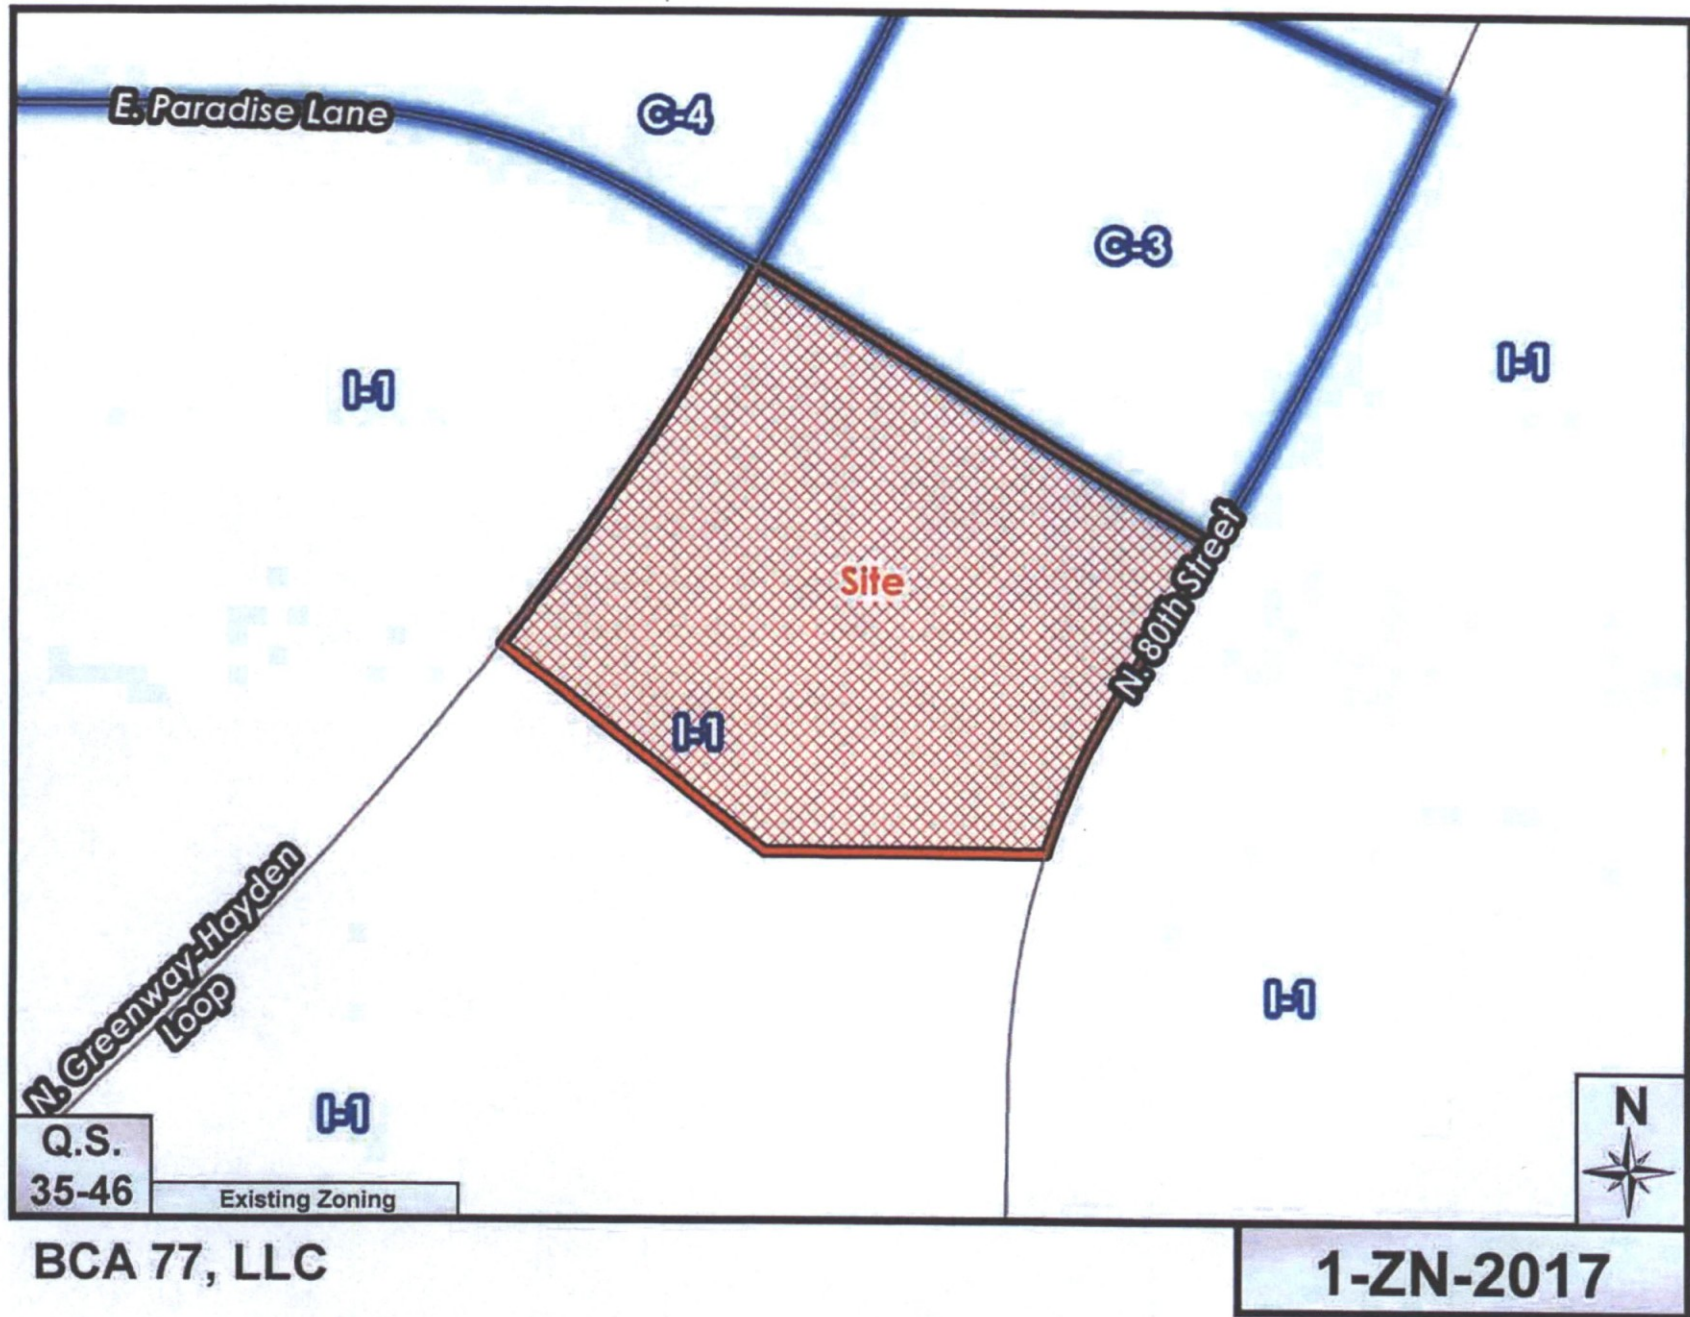 E. Paradise Lane
C-4
C-3
I-1
I-1
Site
N. 80th Street
I-1
N. Greenway-Hayden
Loop
I-1
I-1
Q.S.
35-46
Existing Zoning
N
BCA 77, LLC
1-ZN-2017